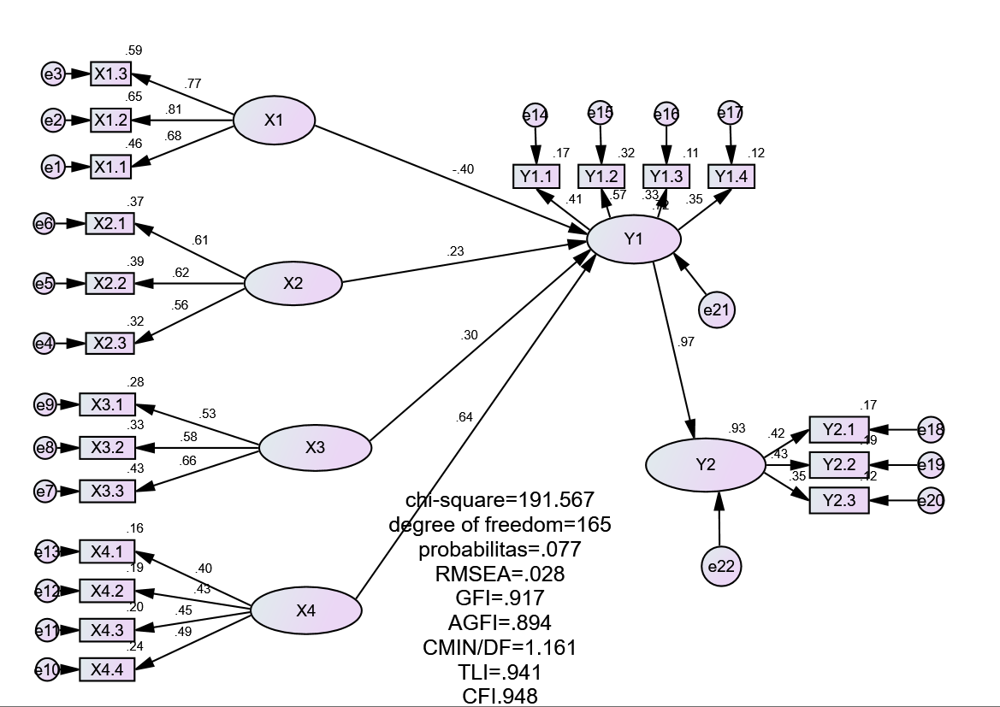 .59
e3 X1.3 .77
.65
e2 X1.2 .81 X1
.46 .68
e1 X1.1
-.40
.37
e6 X2.1 .61
.39
e5 X2.2 .62 X2 .23
.32 .56
e4 X2.3
.28
e9 X3.1 .53
.33
e8 X3.2 .58 X3 .30
.43 .66
e7 X3.3
.16
e13 X4.1 .40
.19
e12 X4.2 .43
.20
e11 X4.3 .45 X4 .64
.24 .49
e10 X4.4
e14 e15 e16 e17
.17 .32 .11 .12
Y1.1 Y1.2 Y1.3 Y1.4
.41 .57 .33 .35
.72
Y1
e21
.97
.93
Y2
e22
.17
.42 Y2.1 e18
.19
.43 Y2.2 e19
.12
.35 Y2.3 e20
chi-square=191.567
degree of freedom=165
probabilitas=.077
RMSEA=.028
GFI=.917
AGFI=.894
CMIN/DF=1.161
TLI=.941
CFI.948